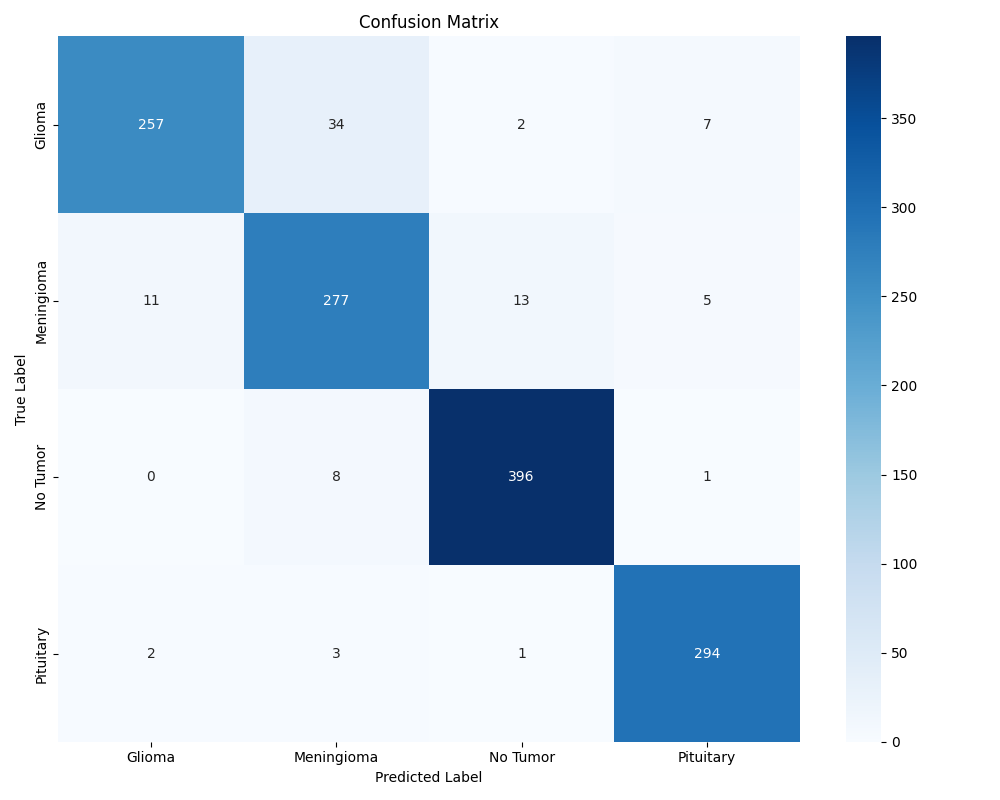 Confusion Matrix
Glioma
257
34
2
7
Meningioma
11
277
13
5
No Tumor
0
8
396
1
Pituitary
2
3
1
294
True Label
Glioma
Meningioma
No Tumor
Pituitary
Predicted Label
350
300
250
200
150
100
50
0